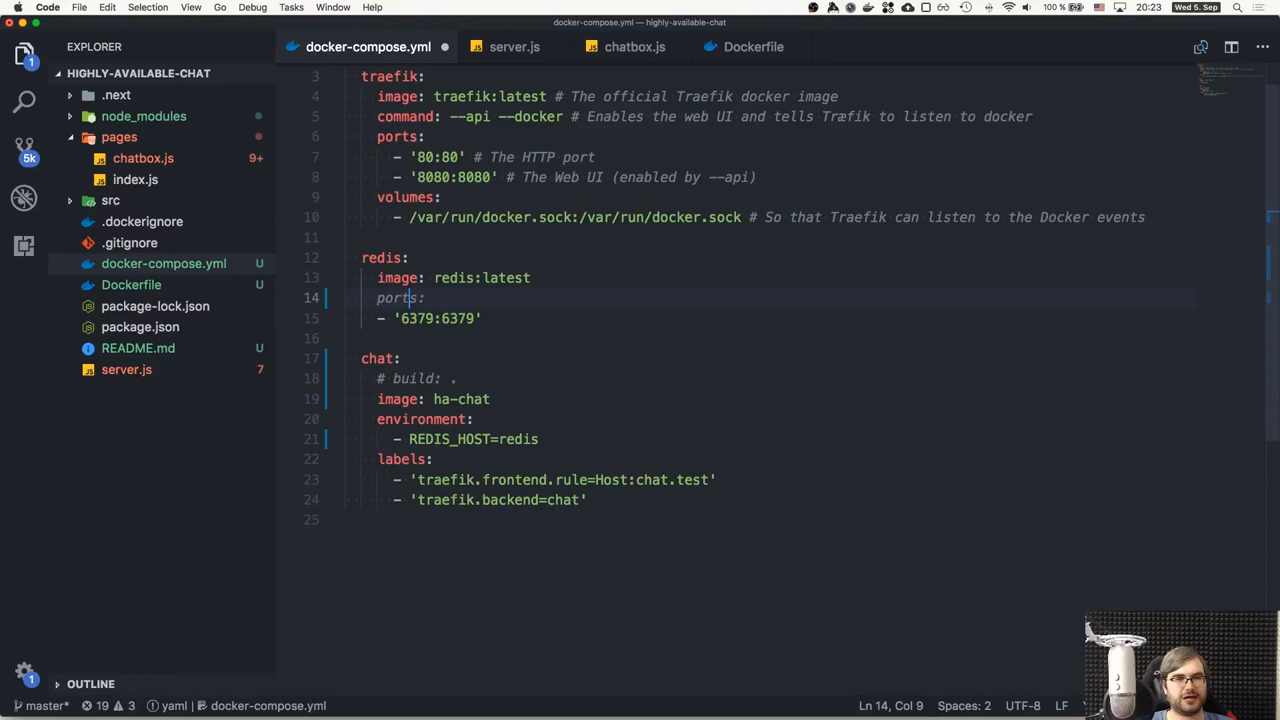 Code File Edit Selection View Go Debug Tasks Window Help 100 % Wed 5. Sep 20:23
docker-compose.yml — highly-available-chat
EXPLORER
docker-compose.yml
server.js
chatbox.js
Dockerfile
HIGHLY-AVAILABLE-CHAT
.next
node_modules
pages
chatbox.js 9+
index.js
src
.dockerignore
.gitignore
docker-compose.yml U
Dockerfile U
package-lock.json
package.json
README.md U
server.js 7
OUTLINE
1
5k
1
3 traefik:
4 image: traefik:latest # The official Traefik docker image
5 command: --api --docker # Enables the web UI and tells Træfik to listen to docker
6 ports:
7 - '80:80' # The HTTP port
8 - '8080:8080' # The Web UI (enabled by --api)
9 volumes:
10 - /var/run/docker.sock:/var/run/docker.sock # So that Traefik can listen to the Docker events
11
12 redis:
13 image: redis:latest
14 ports:
15 - '6379:6379'
16
17 chat:
18 # build: .
19 image: ha-chat
20 environment:
21 - REDIS_HOST=redis
22 labels:
23 - 'traefik.frontend.rule=Host:chat.test'
24 - 'traefik.backend=chat'
25
master* 19 3 yaml docker-compose.yml Ln 14, Col 9 Spaces: 2 UTF-8 LF